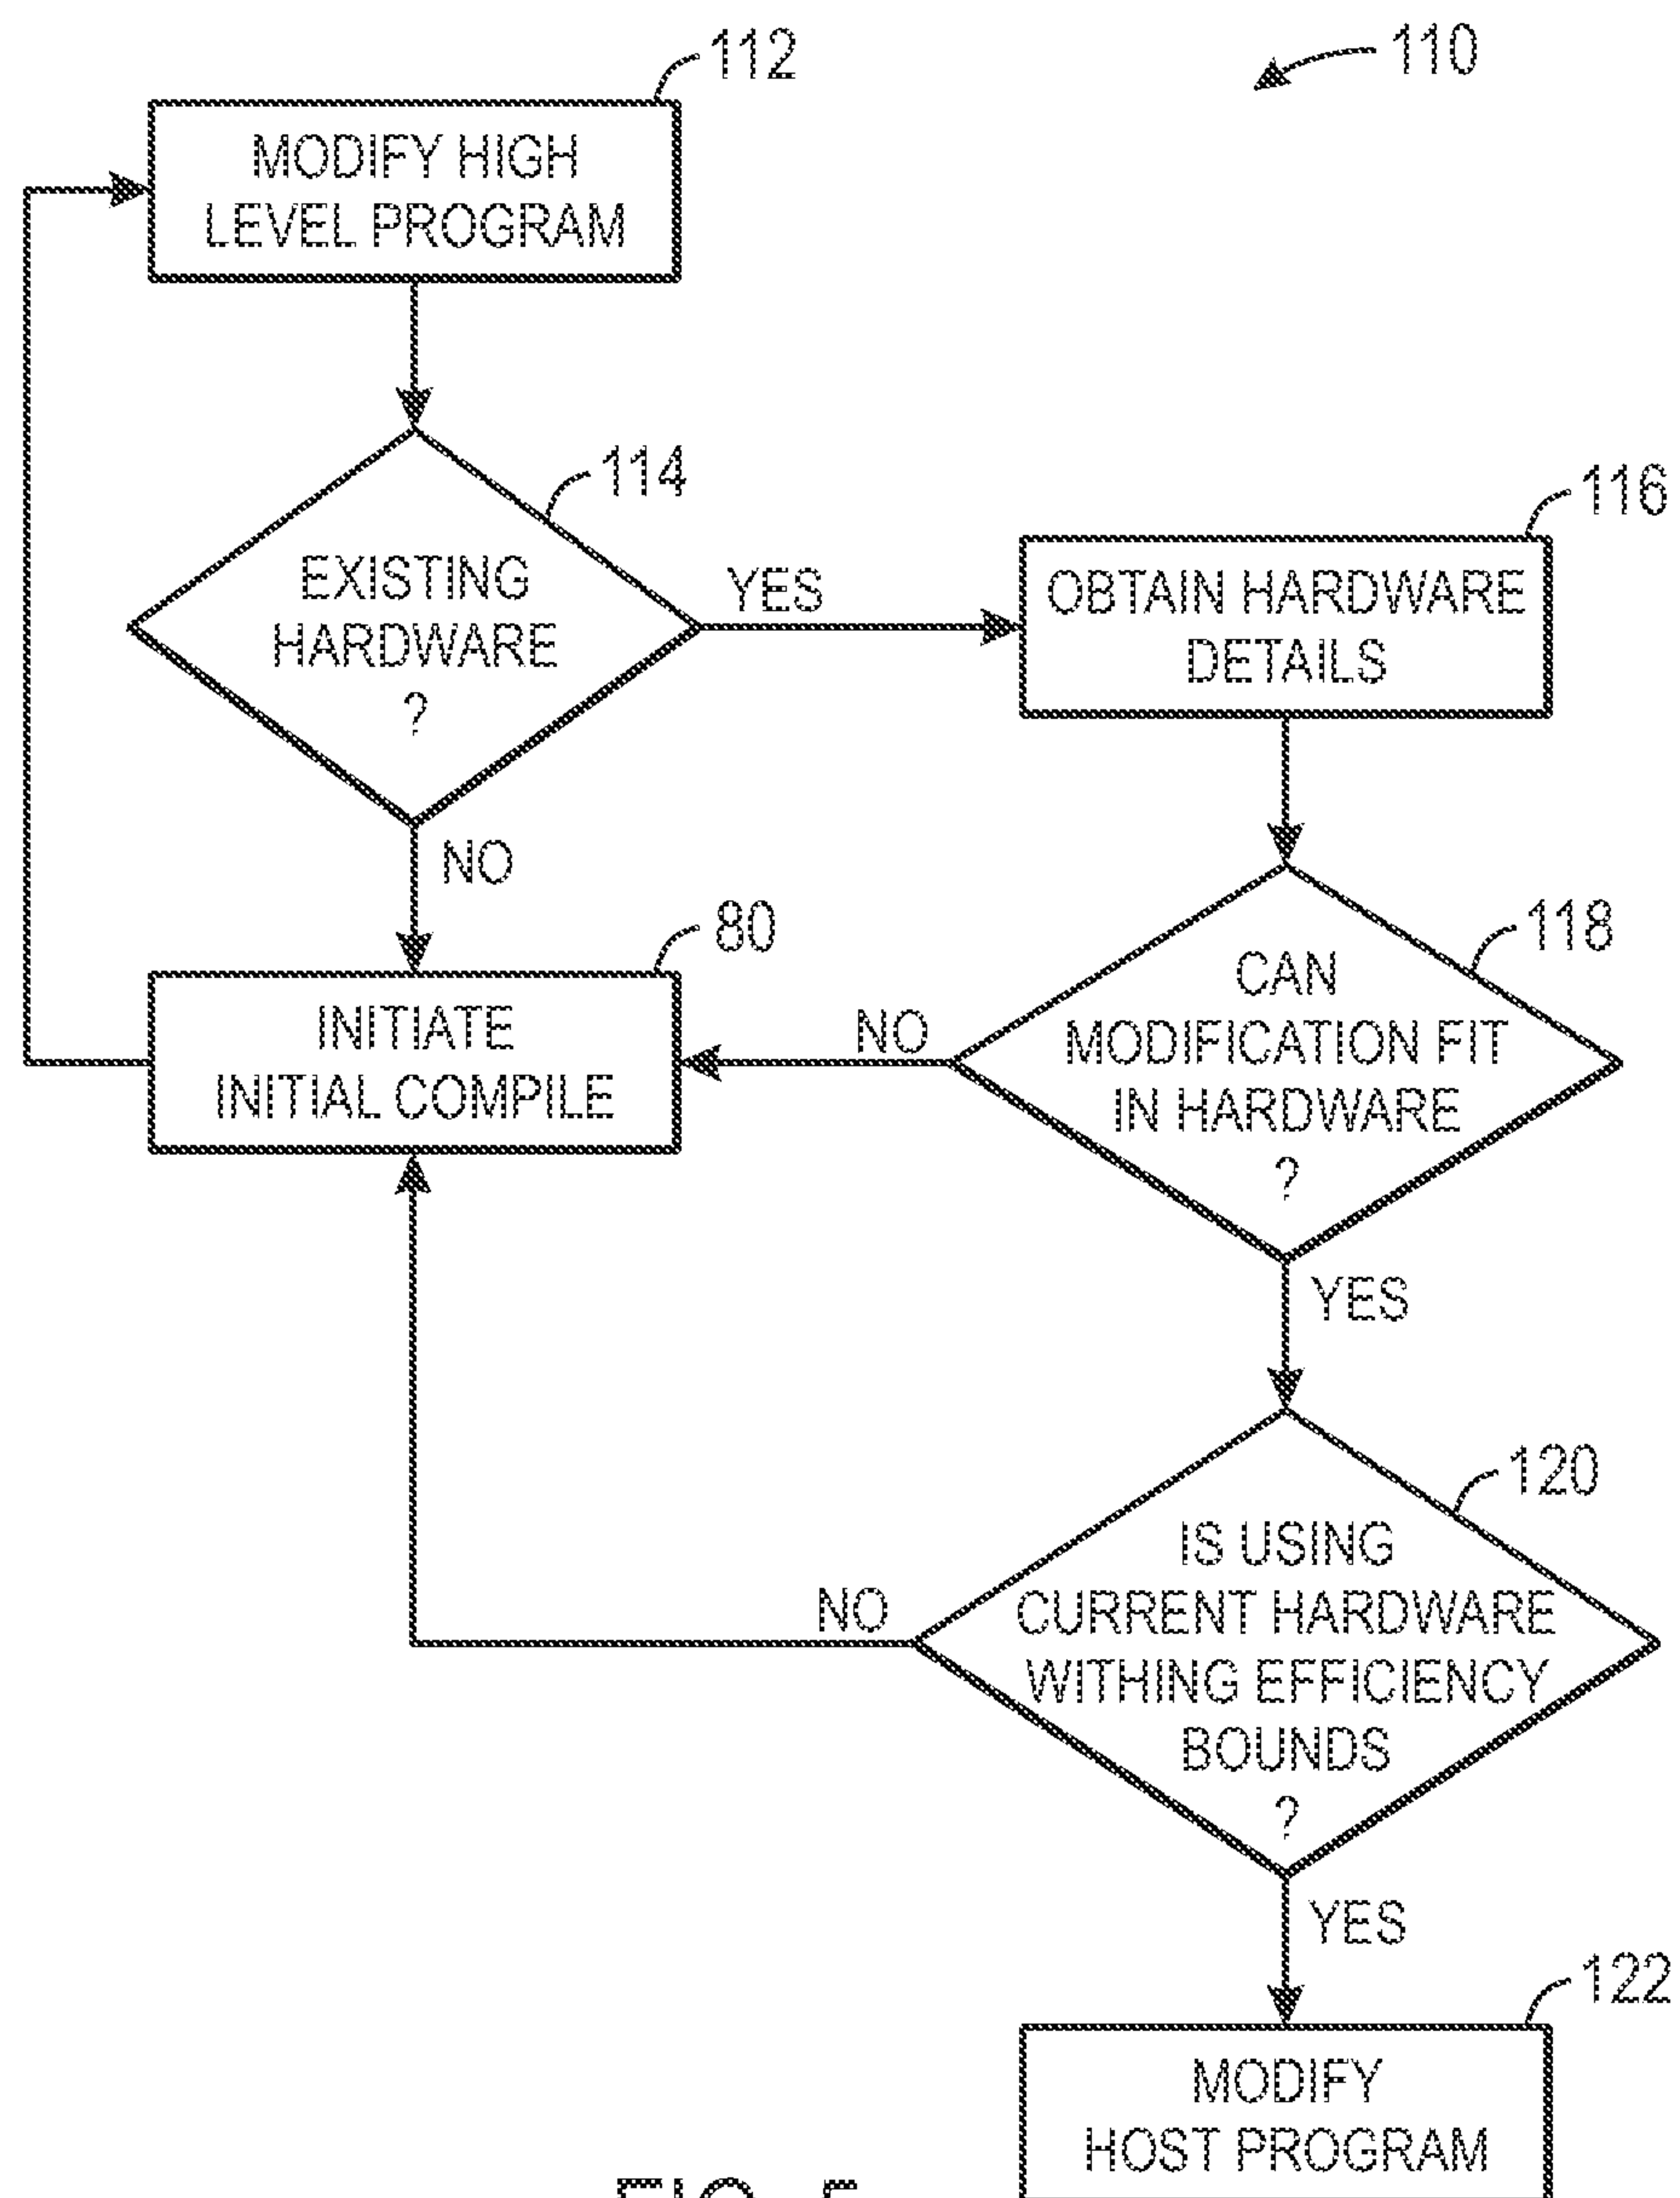 112
110
MODIFY HIGH
LEVEL PROGRAM
114
EXISTING
HARDWARE
?
YES
116
OBTAIN HARDWARE
DETAILS
NO
80
INITIATE
INITIAL COMPILE
NO
118
CAN
MODIFICATION FIT
IN HARDWARE
?
YES
120
IS USING
CURRENT HARDWARE
WITHING EFFICIENCY
BOUNDS
?
NO
YES
122
MODIFY
HOST PROGRAM
FIG. 5